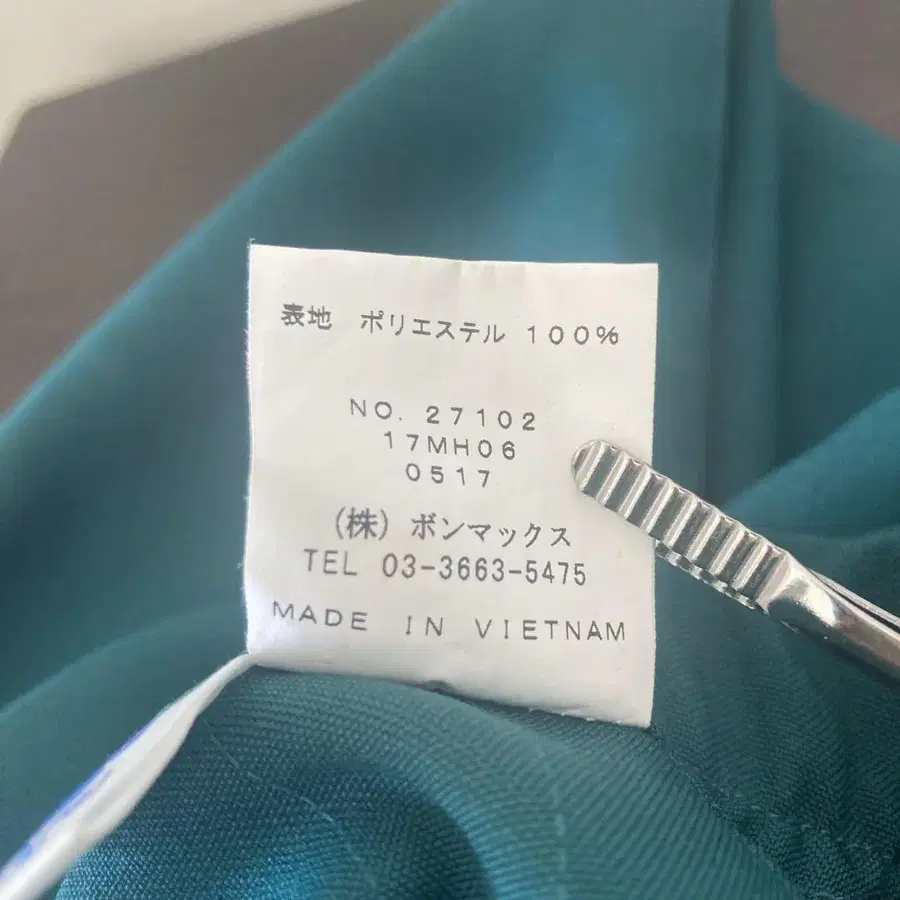 表地 ポリエステル 100%
NO. 27102
17MH06
0517
(株) ボンマックス
TEL 03-3663-5475
MADE IN VIETNAM